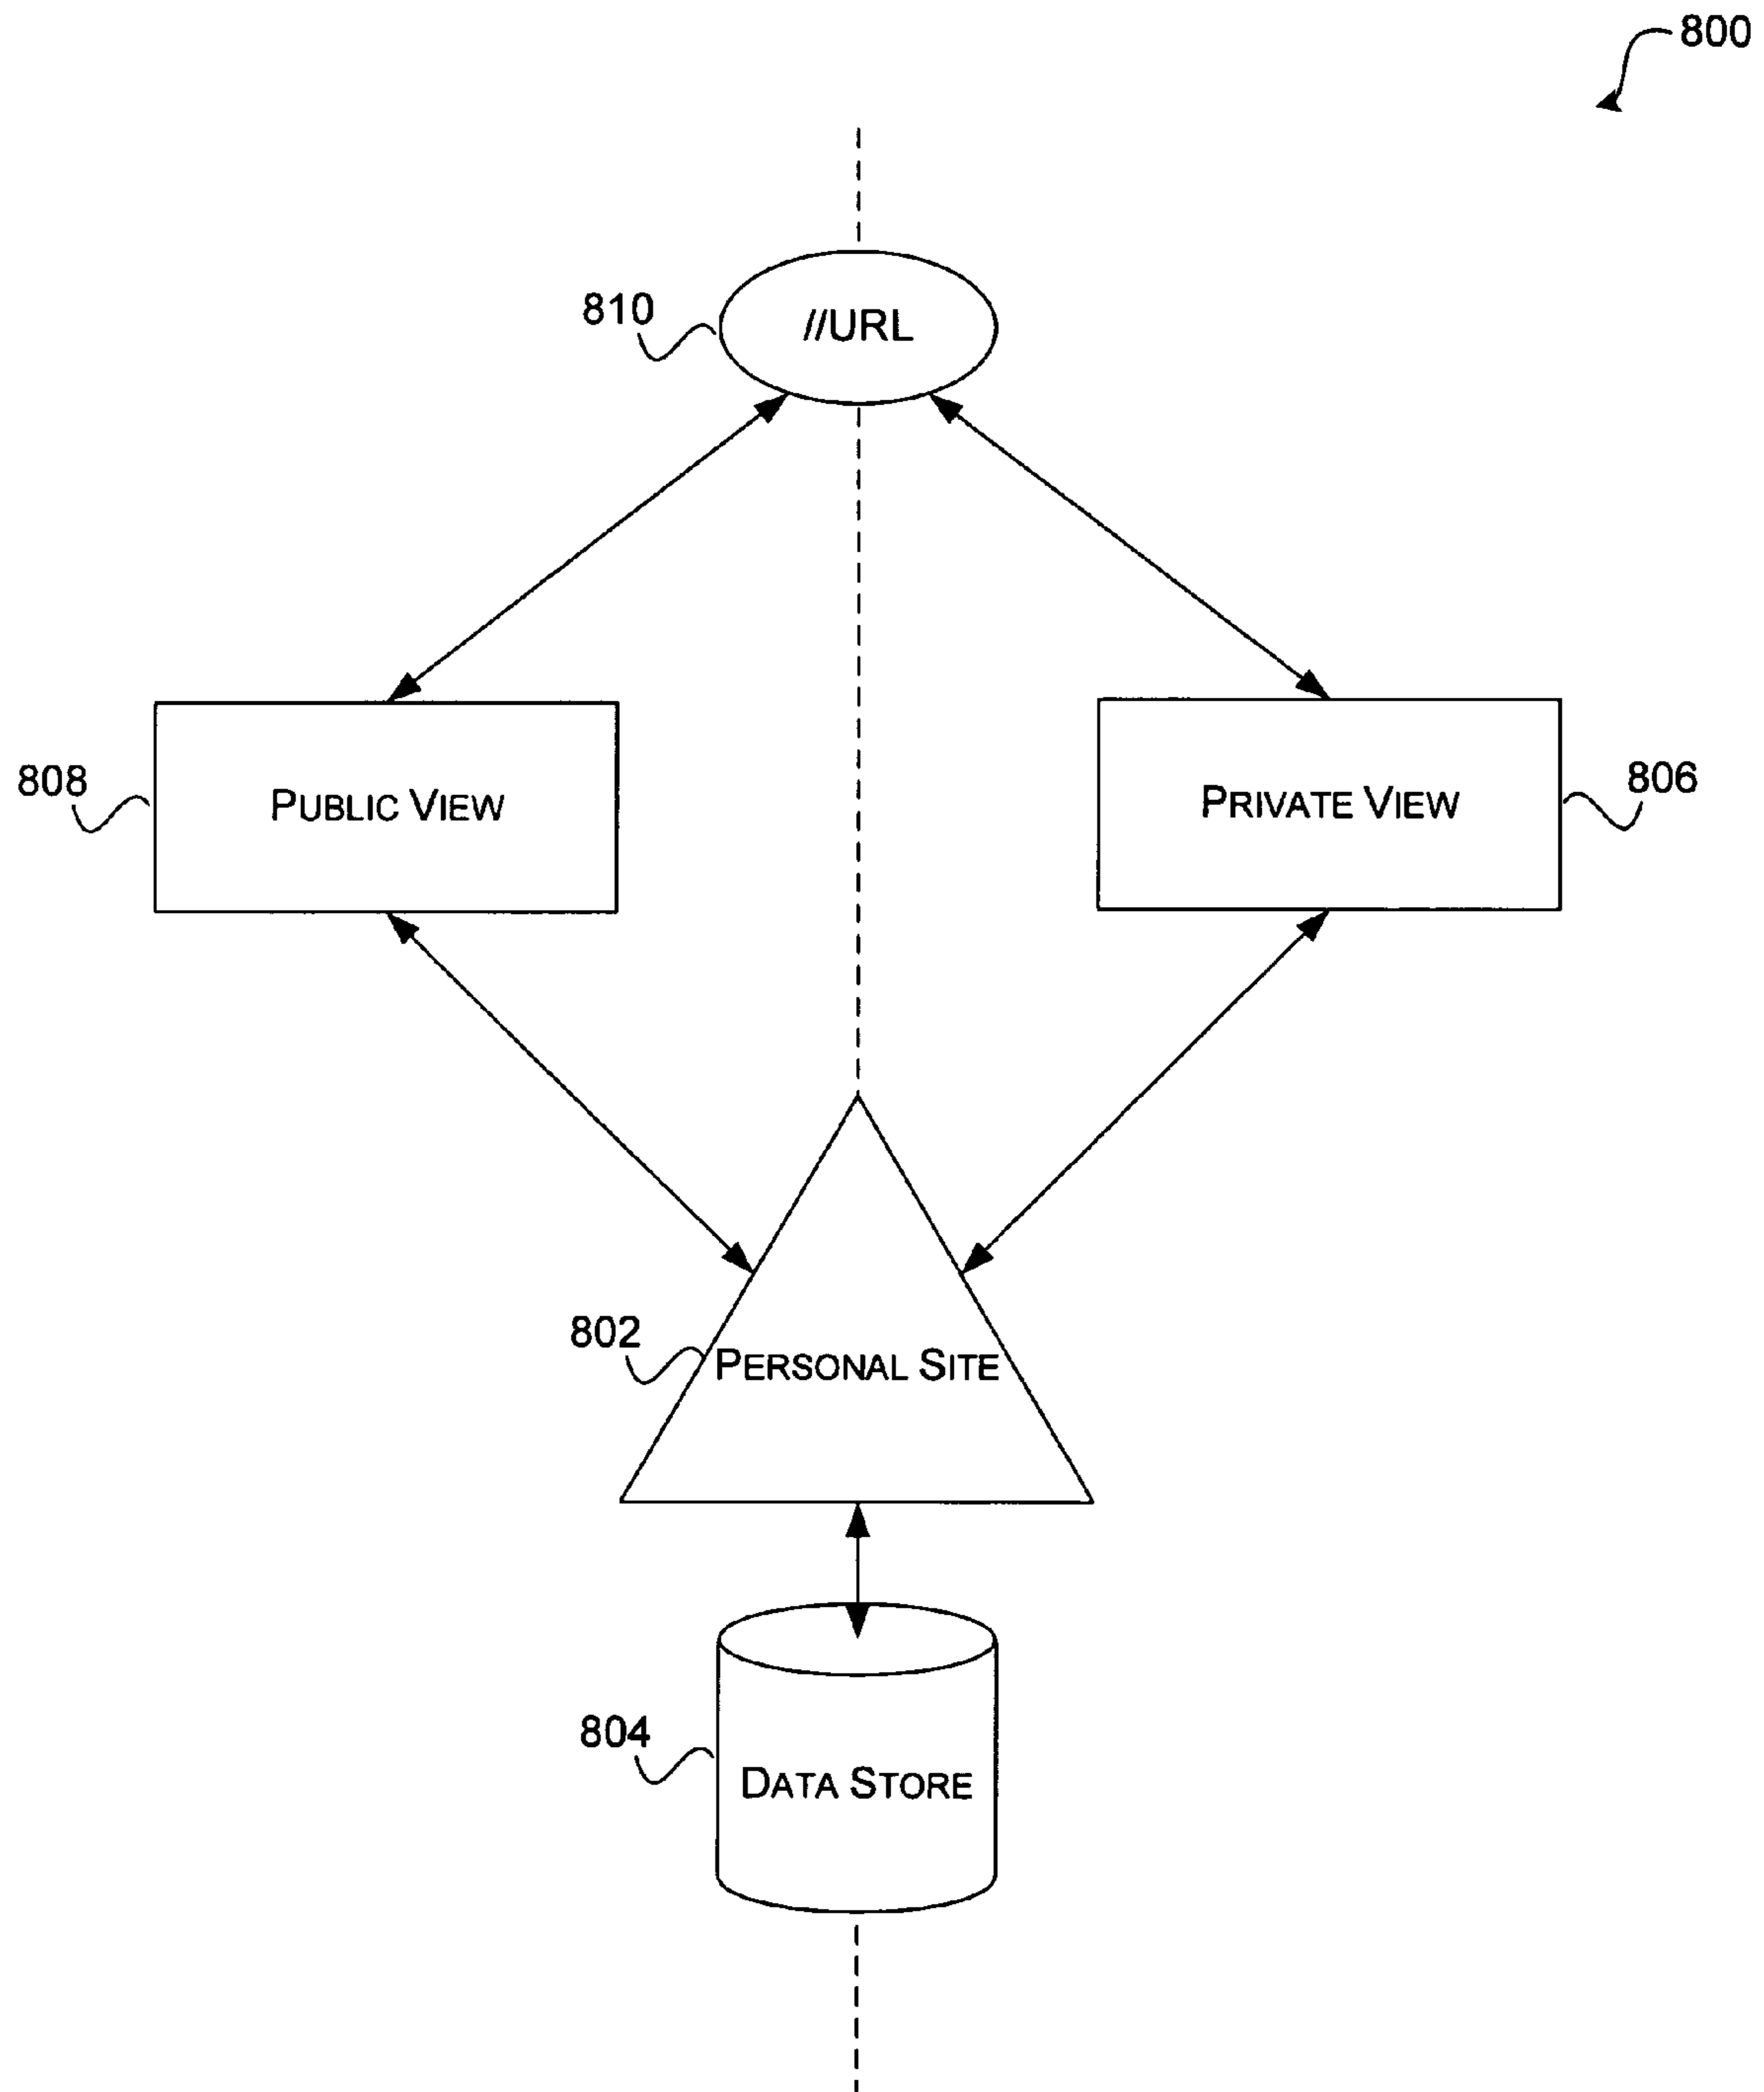 800
810
//URL
808
PUBLIC VIEW
PRIVATE VIEW
806
802
PERSONAL SITE
804
DATA STORE